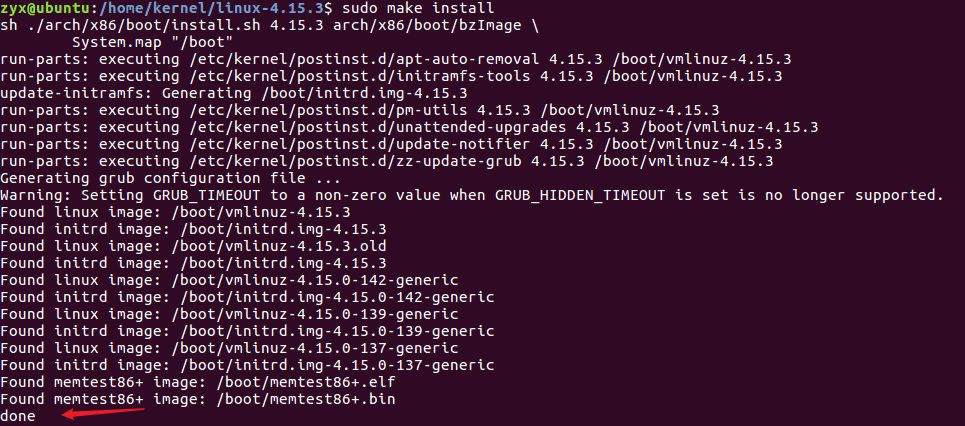 zyx@ubuntu:/home/kernel/linux-4.15.3$ sudo make install
sh ./arch/x86/boot/install.sh 4.15.3 arch/x86/boot/bzImage \
System.map "/boot"
run-parts: executing /etc/kernel/postinst.d/apt-auto-removal 4.15.3 /boot/vmlinuz-4.15.3
run-parts: executing /etc/kernel/postinst.d/initramfs-tools 4.15.3 /boot/vmlinuz-4.15.3
update-initramfs: Generating /boot/initrd.img-4.15.3
run-parts: executing /etc/kernel/postinst.d/pm-utils 4.15.3 /boot/vmlinuz-4.15.3
run-parts: executing /etc/kernel/postinst.d/unattended-upgrades 4.15.3 /boot/vmlinuz-4.15.3
run-parts: executing /etc/kernel/postinst.d/update-notifier 4.15.3 /boot/vmlinuz-4.15.3
run-parts: executing /etc/kernel/postinst.d/zz-update-grub 4.15.3 /boot/vmlinuz-4.15.3
Generating grub configuration file ...
Warning: Setting GRUB_TIMEOUT to a non-zero value when GRUB_HIDDEN_TIMEOUT is set is no longer supported.
Found linux image: /boot/vmlinuz-4.15.3
Found initrd image: /boot/initrd.img-4.15.3
Found linux image: /boot/vmlinuz-4.15.3.old
Found initrd image: /boot/initrd.img-4.15.3
Found linux image: /boot/vmlinuz-4.15.0-142-generic
Found initrd image: /boot/initrd.img-4.15.0-142-generic
Found linux image: /boot/vmlinuz-4.15.0-139-generic
Found initrd image: /boot/initrd.img-4.15.0-139-generic
Found linux image: /boot/vmlinuz-4.15.0-137-generic
Found initrd image: /boot/initrd.img-4.15.0-137-generic
Found memtest86+ image: /boot/memtest86+.elf
Found memtest86+ image: /boot/memtest86+.bin
done